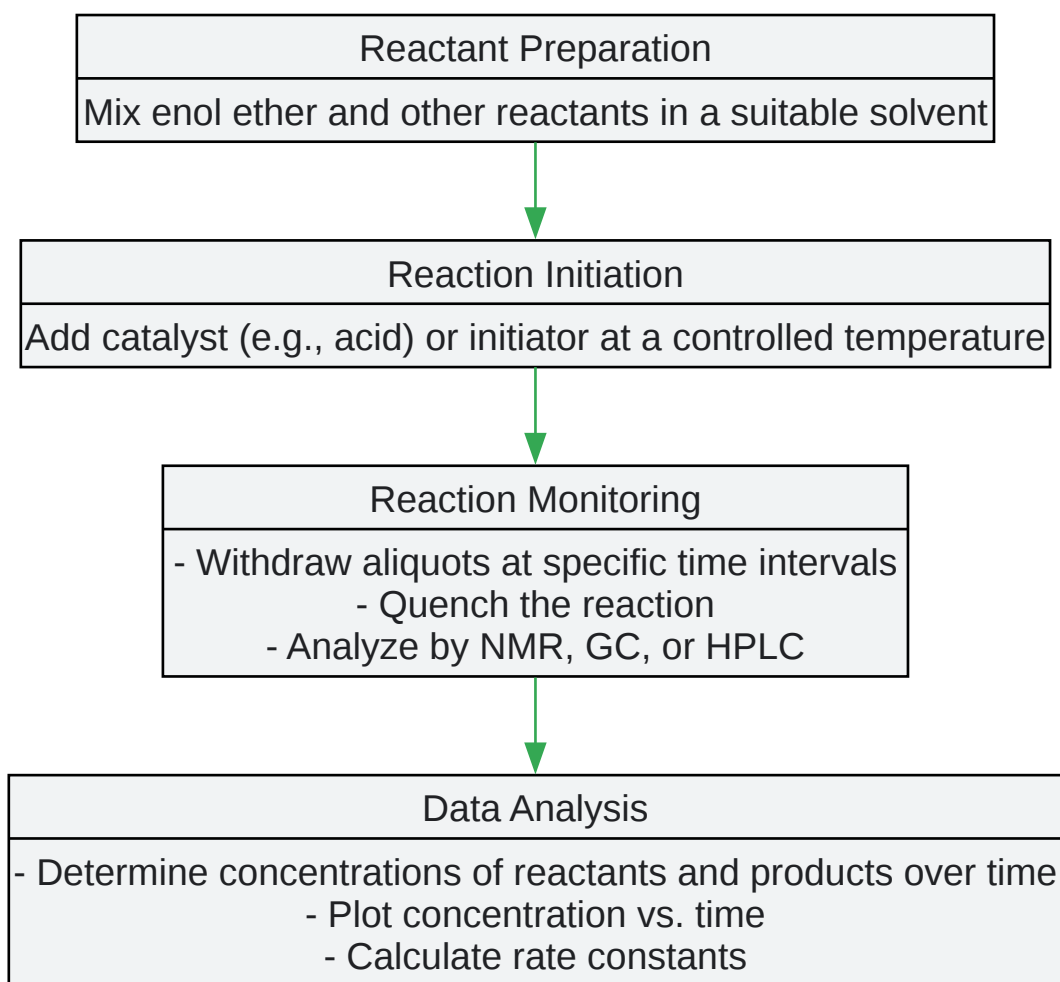 Reactant Preparation
Mix enol ether and other reactants in a suitable solvent
Reaction Initiation
Add catalyst (e.g., acid) or initiator at a controlled temperature
Reaction Monitoring
- Withdraw aliquots at specific time intervals
- Quench the reaction
- Analyze by NMR, GC, or HPLC
Data Analysis
- Determine concentrations of reactants and products over time
- Plot concentration vs. time
- Calculate rate constants